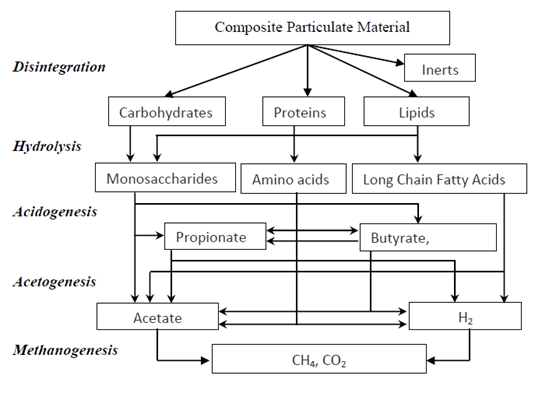 Composite Particulate Material
Disintegration
Inerts
Carbohydrates
Proteins
Lipids
Hydrolysis
Monosaccharides
Amino acids
Long Chain Fatty Acids
Acidogenesis
Propionate
Butyrate,
Acetogenesis
Acetate
H₂
Methanogenesis
CH₄, CO₂